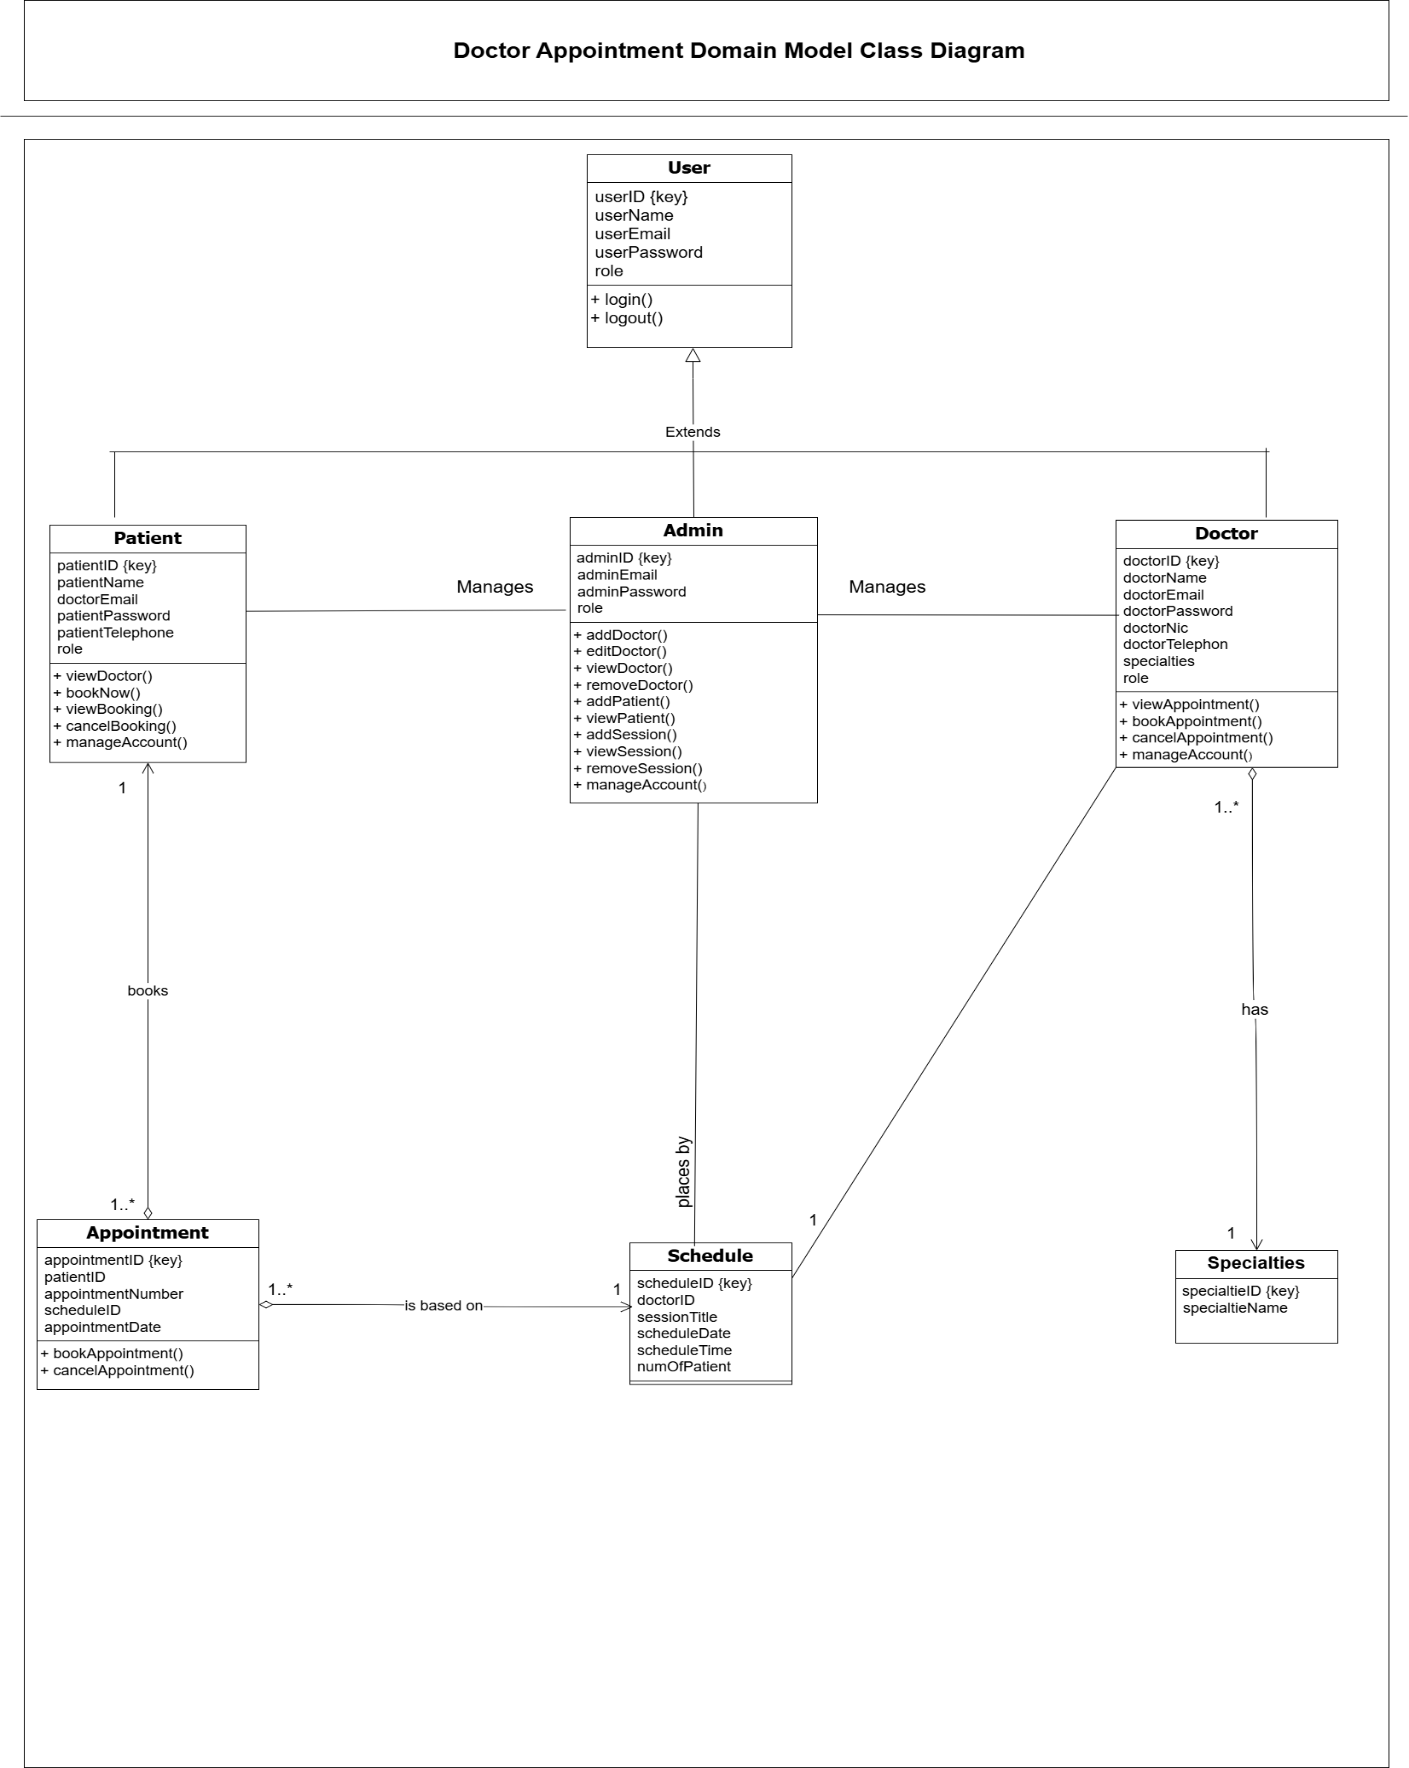 Doctor Appointment Domain Model Class Diagram
User
userID {key}
userName
userEmail
userPassword
role
+ login()
+ logout()
Extends
Patient
patientID {key}
patientName
doctorEmail
patientPassword
patientTelephone
role
+ viewDoctor()
+ bookNow()
+ viewBooking()
+ cancelBooking()
+ manageAccount()
Manages
Admin
adminID {key}
adminEmail
adminPassword
role
+ addDoctor()
+ editDoctor()
+ viewDoctor()
+ removeDoctor()
+ addPatient()
+ viewPatient()
+ addSession()
+ viewSession()
+ removeSession()
+ manageAccount()
Manages
Doctor
doctorID {key}
doctorName
doctorEmail
doctorPassword
doctorNic
doctorTelephon
specialties
role
+ viewAppointment()
+ bookAppointment()
+ cancelAppointment()
+ manageAccount()
1
1..*
books
has
places by
1..*
1
1
Appointment
appointmentID {key}
patientID
appointmentNumber
scheduleID
appointmentDate
+ bookAppointment()
+ cancelAppointment()
1..*
is based on
1
Schedule
scheduleID {key}
doctorID
sessionTitle
scheduleDate
scheduleTime
numOfPatient
Specialties
specialtieID {key}
specialtieName